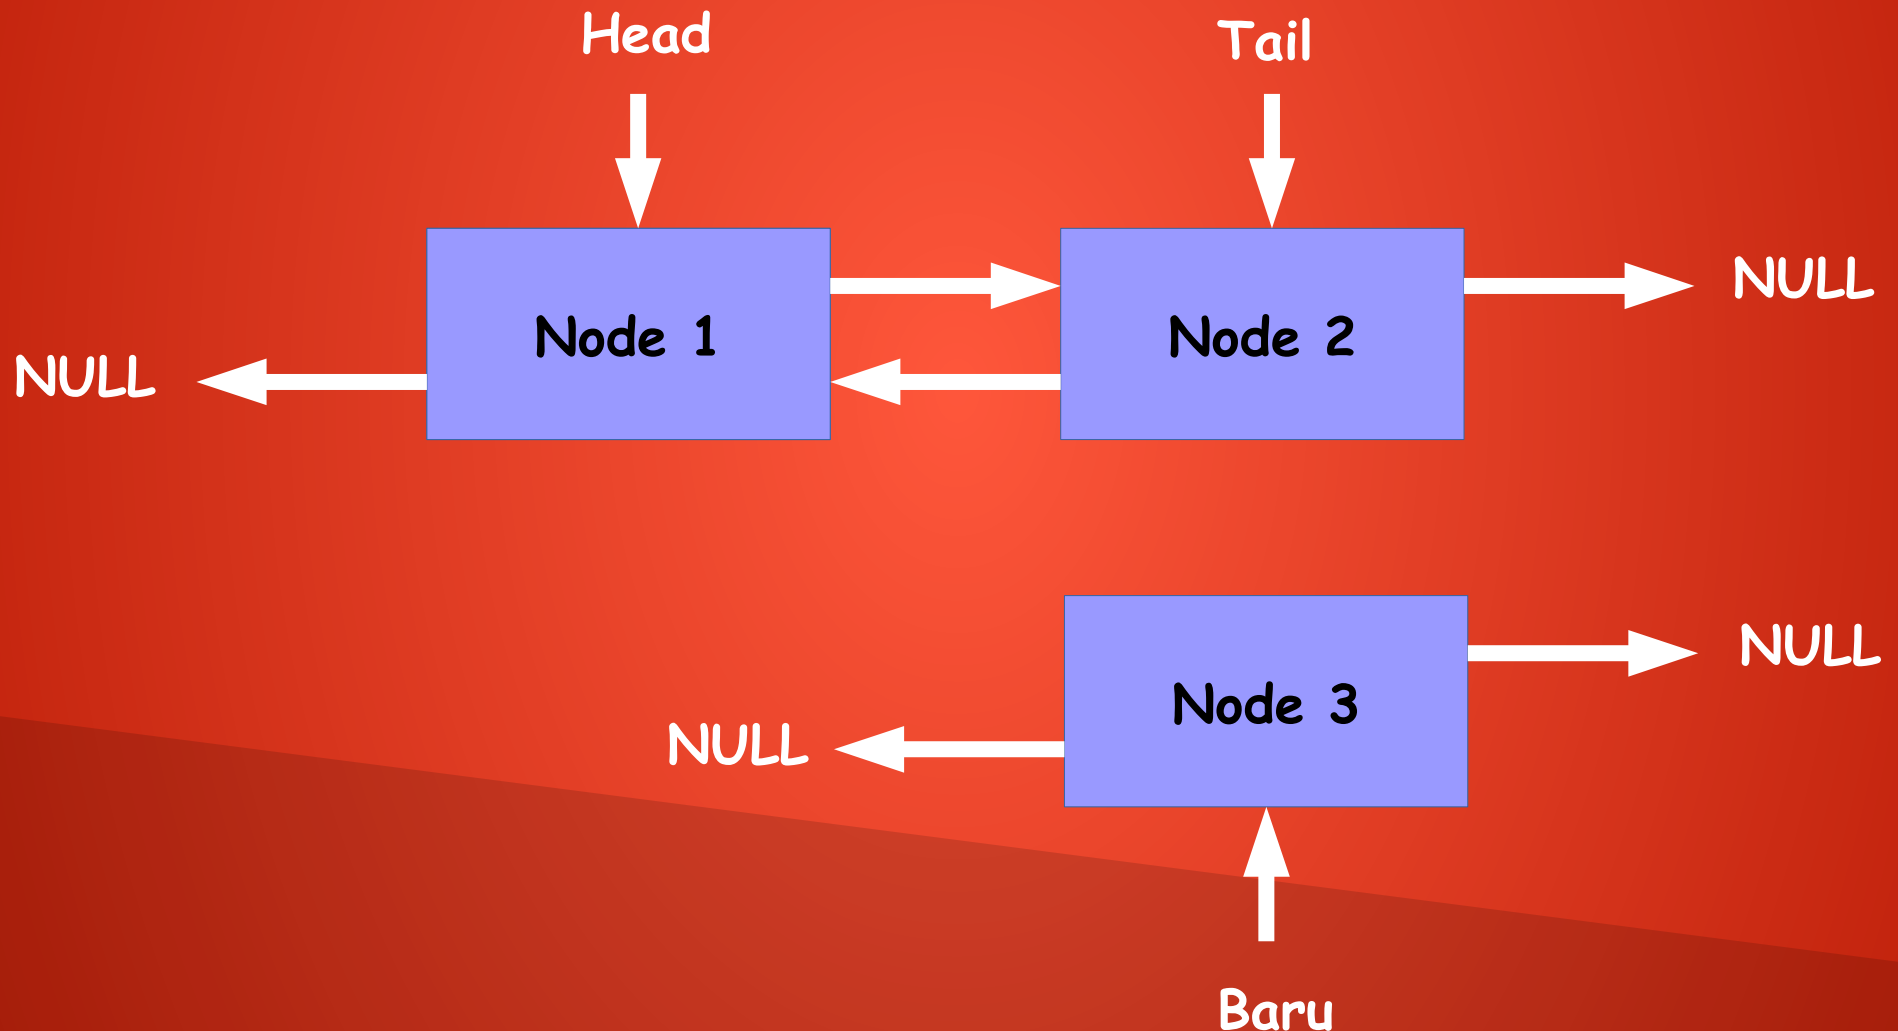 Head
Tail
Node 1
Node 2
NULL
NULL
Node 3
NULL
NULL
Baru